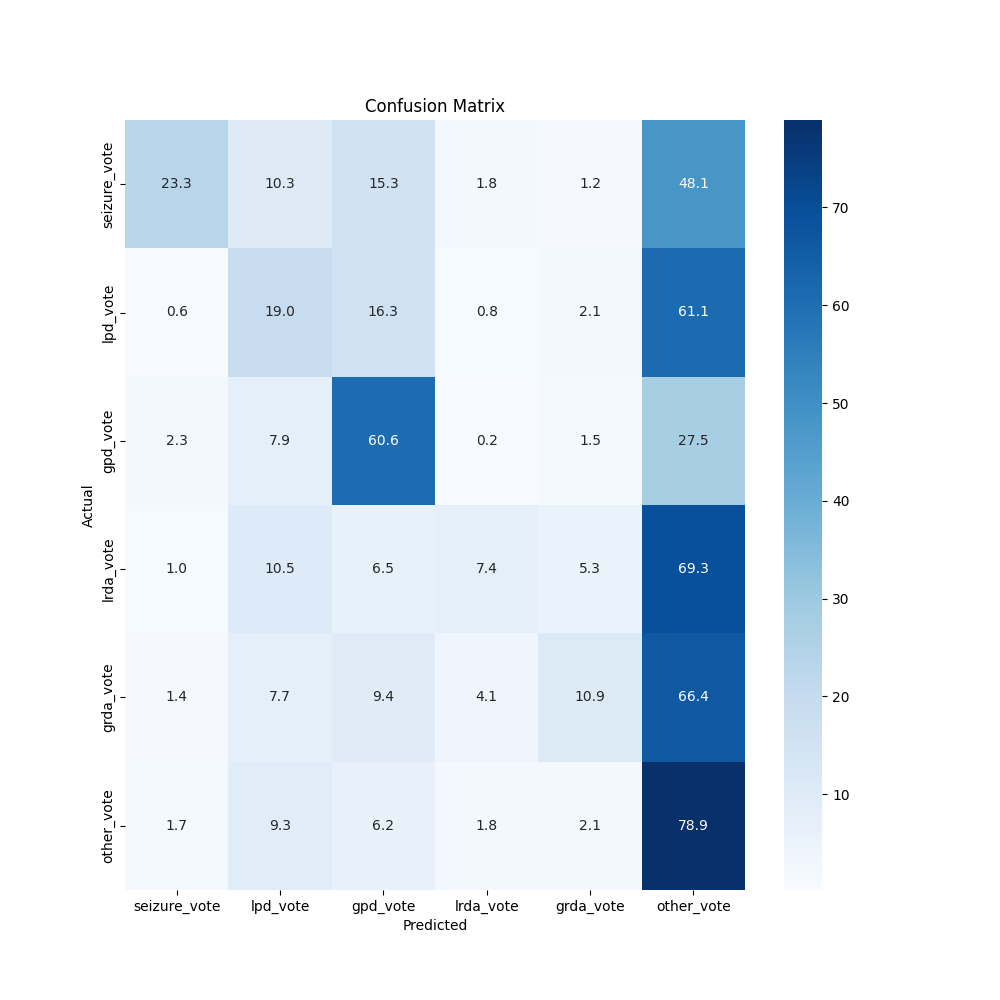 Confusion Matrix
seizure_vote 23.3 10.3 15.3 1.8 1.2 48.1
lpd_vote 0.6 19.0 16.3 0.8 2.1 61.1
gpd_vote 2.3 7.9 60.6 0.2 1.5 27.5
lrda_vote 1.0 10.5 6.5 7.4 5.3 69.3
grda_vote 1.4 7.7 9.4 4.1 10.9 66.4
other_vote 1.7 9.3 6.2 1.8 2.1 78.9
Actual
seizure_vote lpd_vote gpd_vote lrda_vote grda_vote other_vote
Predicted
70
60
50
40
30
20
10